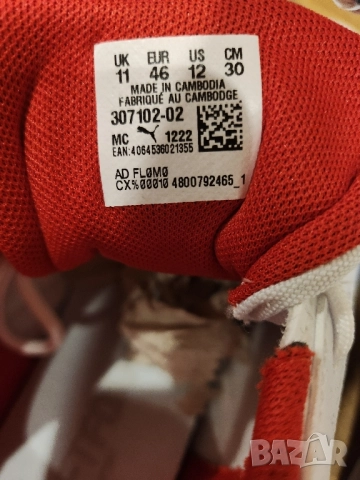 UK EUR US CM
11 46 12 30
MADE IN CAMBODIA
FABRIQUÉ AU CAMBODGE
307102-02
MC 1222
EAN:4064536021355
AD FL0M0
CX%00010 4800792465_1
BAZAR